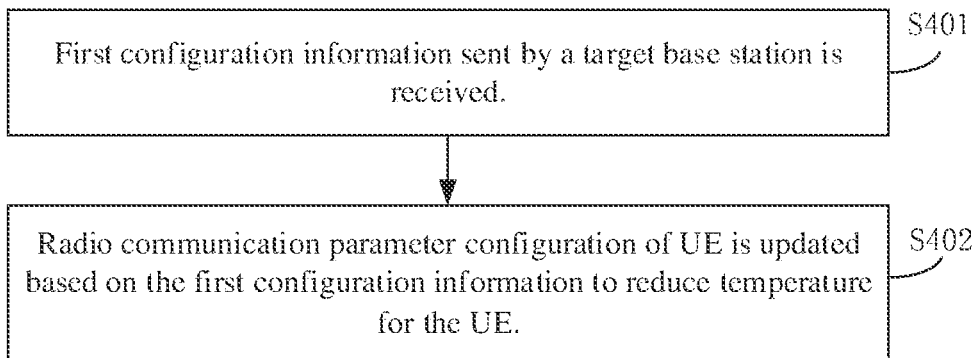 First configuration information sent by a target base station is
received.
S401
Radio communication parameter configuration of UE is updated
based on the first configuration information to reduce temperature
for the UE.
S402